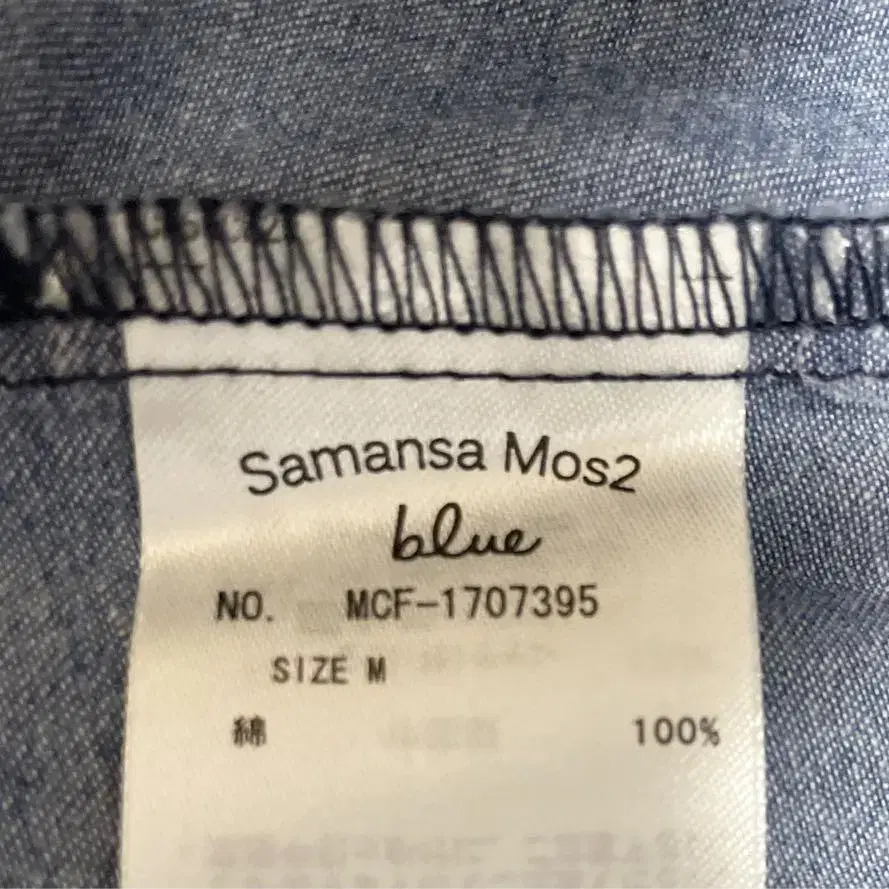 Samansa Mos2
blue
NO. MCF-1707395
SIZE M
綿 100%